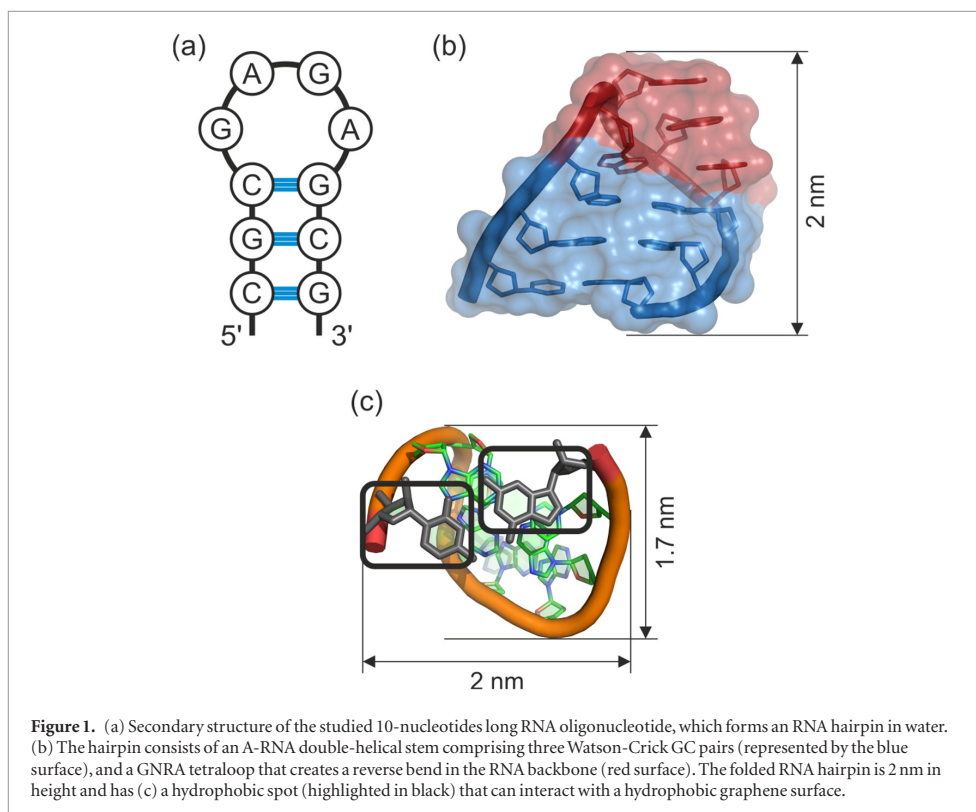 (a)
A G
G A
C G
G C
C G
5' 3'
(b)
2 nm
(c)
1.7 nm
2 nm
Figure 1. (a) Secondary structure of the studied 10-nucleotides long RNA oligonucleotide, which forms an RNA hairpin in water.
(b) The hairpin consists of an A-RNA double-helical stem comprising three Watson-Crick GC pairs (represented by the blue
surface), and a GNRA tetraloop that creates a reverse bend in the RNA backbone (red surface). The folded RNA hairpin is 2 nm in
height and has (c) a hydrophobic spot (highlighted in black) that can interact with a hydrophobic graphene surface.